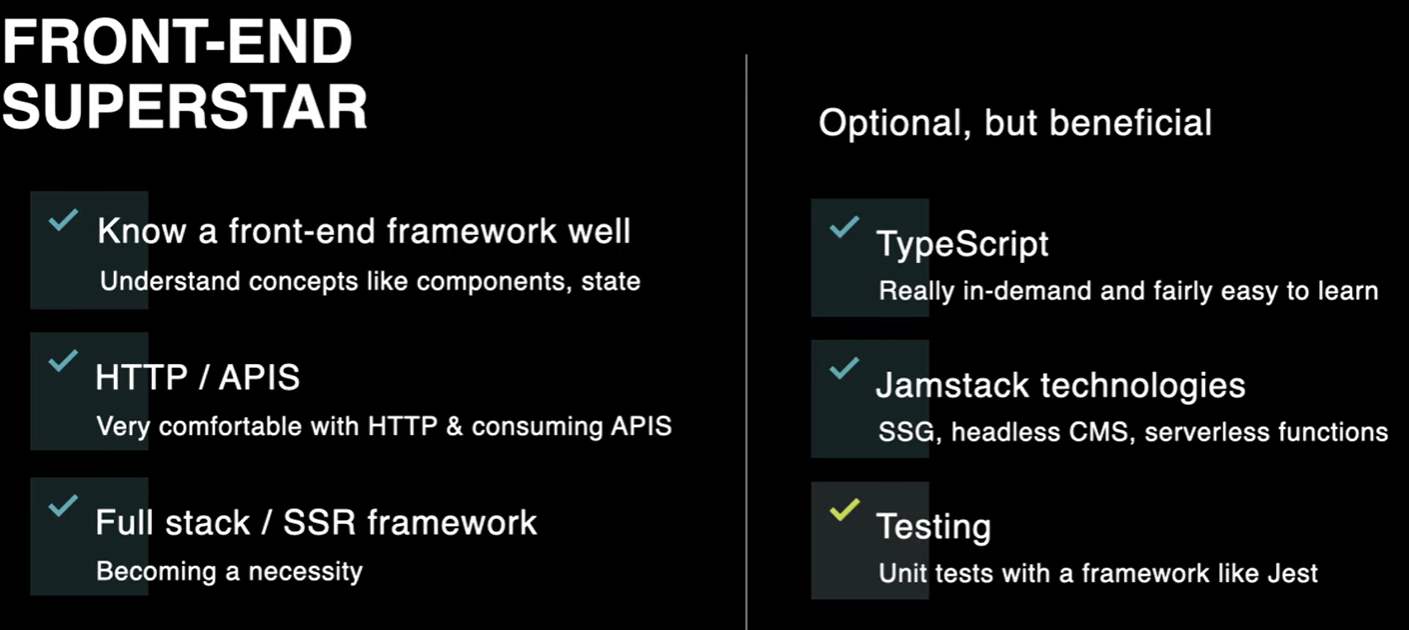 FRONT-END
SUPERSTAR
Know a front-end framework well
Understand concepts like components, state
HTTP / APIS
Very comfortable with HTTP & consuming APIS
Full stack / SSR framework
Becoming a necessity
Optional, but beneficial
TypeScript
Really in-demand and fairly easy to learn
Jamstack technologies
SSG, headless CMS, serverless functions
Testing
Unit tests with a framework like Jest